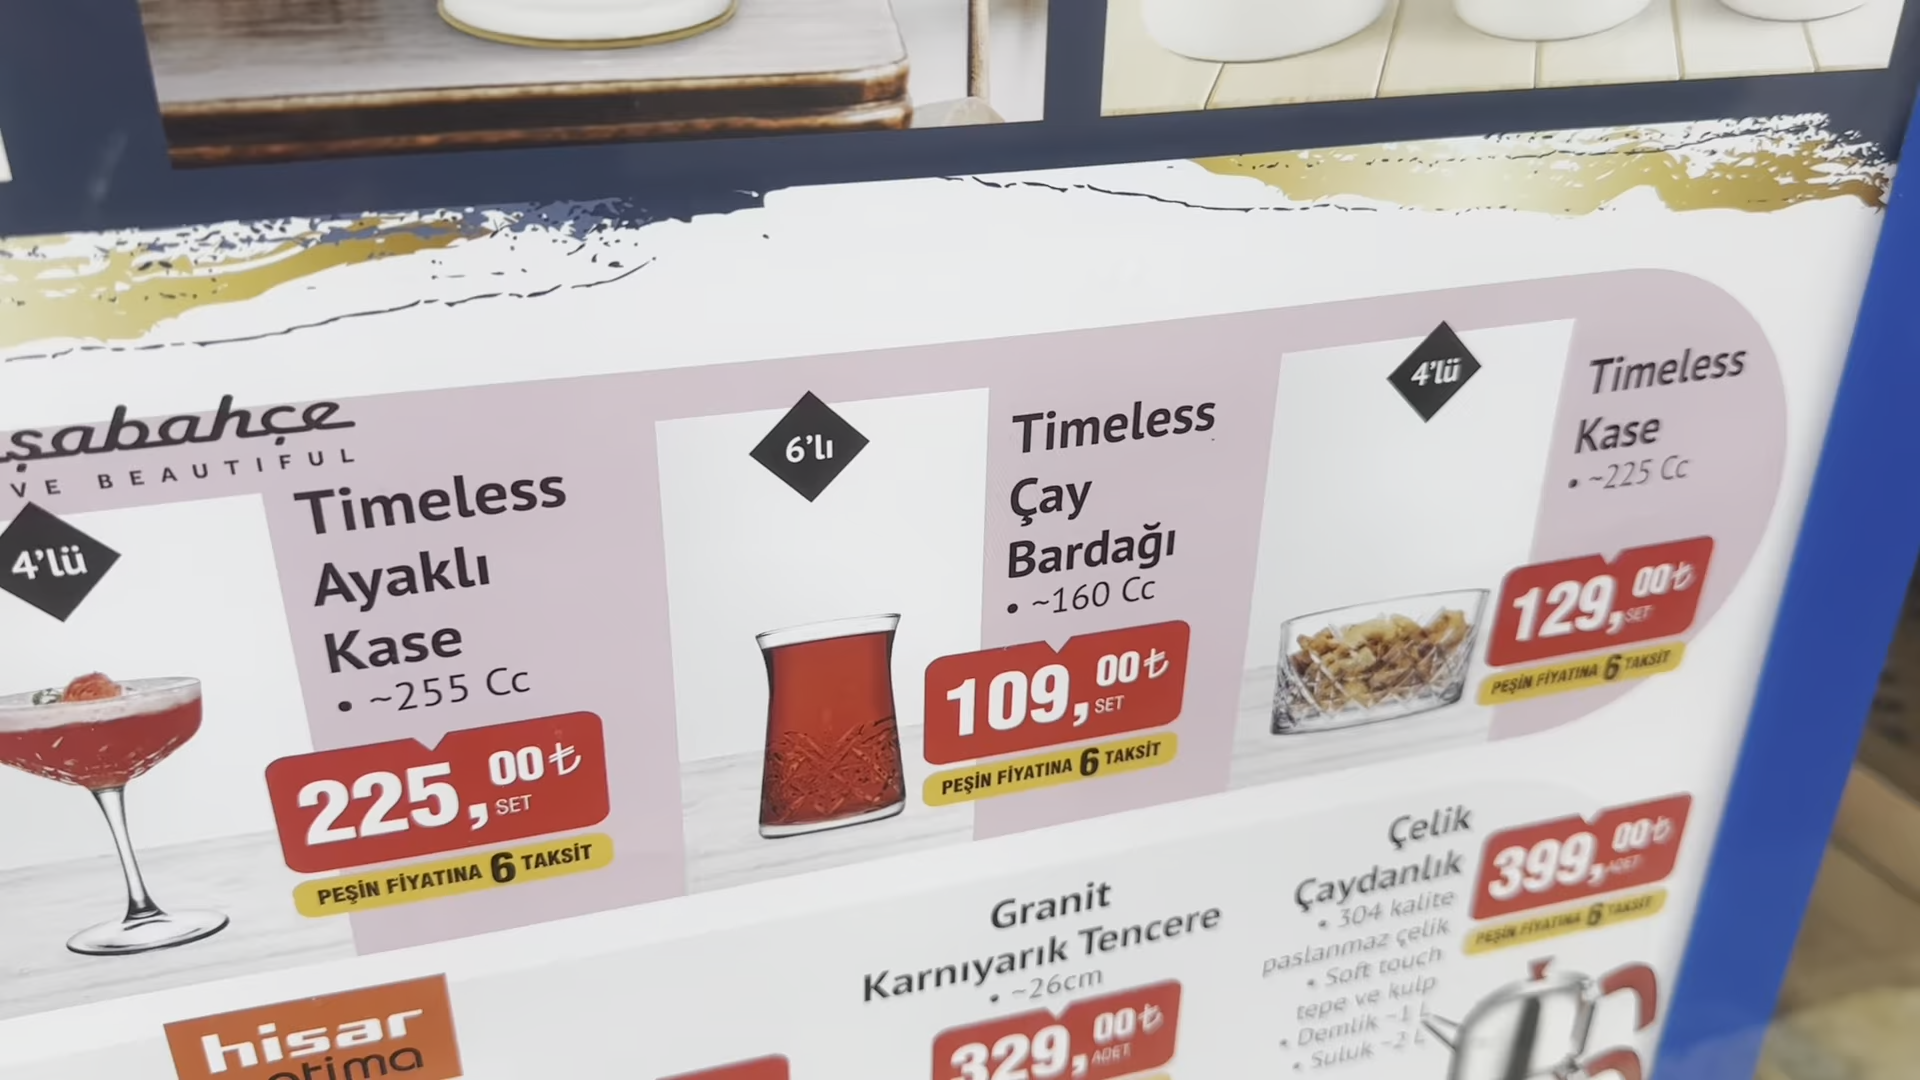 şabahçe
VE BEAUTIFUL
4'lü
Timeless
Ayaklı
Kase
• ~255 Cc
225,00₺
SET
PEŞİN FİYATINA 6 TAKSİT
6'lı
Timeless
Çay
Bardağı
• ~160 Cc
109,00₺
SET
PEŞİN FİYATINA 6 TAKSİT
4'lü
Timeless
Kase
• ~225 Cc
129,00₺
SET
PEŞİN FİYATINA 6 TAKSİT
hisar
optima
Granit
Karnıyarık Tencere
• ~26cm
329,00₺
ADET
Çelik
Çaydanlık
• 304 kalite
paslanmaz çelik
• Soft touch
tepe ve kulp
• Demlik ~1 L
• Suluk ~2 L
399,00₺
ADET
PEŞİN FİYATINA 6 TAKSİT